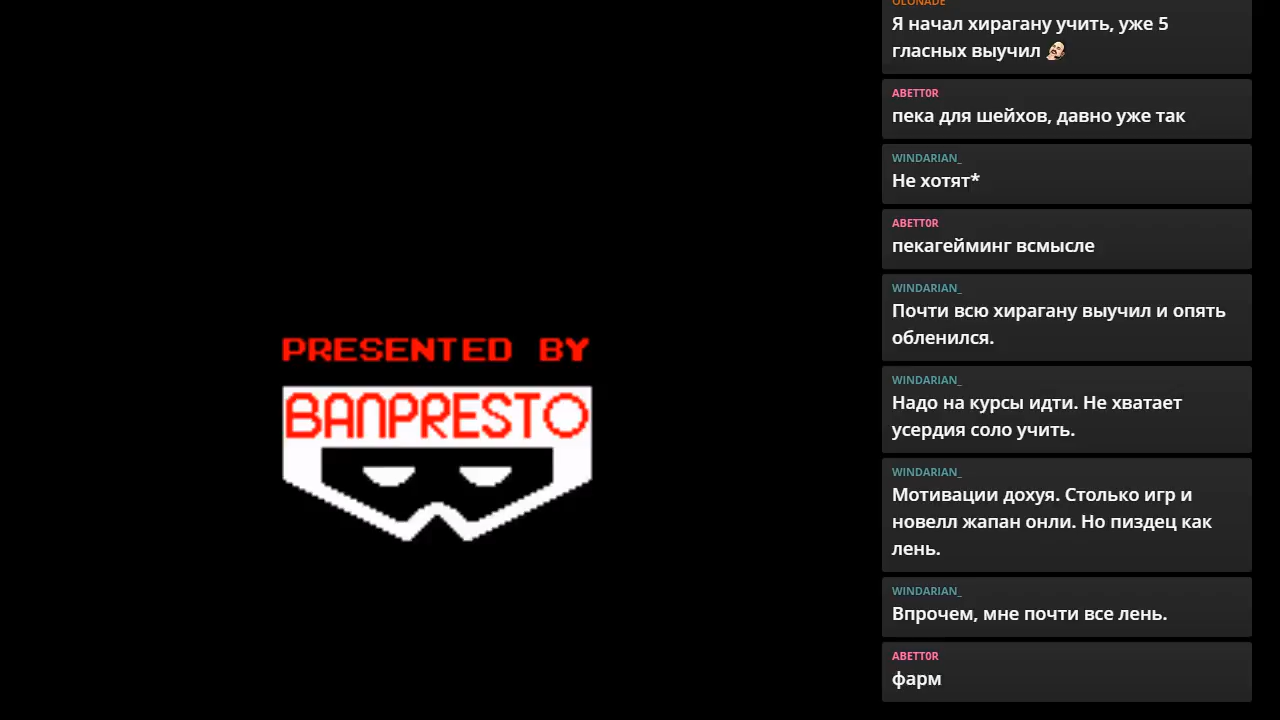 PRESENTED BY
BANPRESTO
OLONADE
Я начал хирагану учить, уже 5
гласных выучил
ABETT0R
пека для шейхов, давно уже так
WINDARIAN_
Не хотят*
ABETT0R
пекагейминг всмысле
WINDARIAN_
Почти всю хирагану выучил и опять
обленился.
WINDARIAN_
Надо на курсы идти. Не хватает
усердия соло учить.
WINDARIAN_
Мотивации дохуя. Столько игр и
новелл жапан онли. Но пиздец как
лень.
WINDARIAN_
Впрочем, мне почти все лень.
ABETT0R
фарм